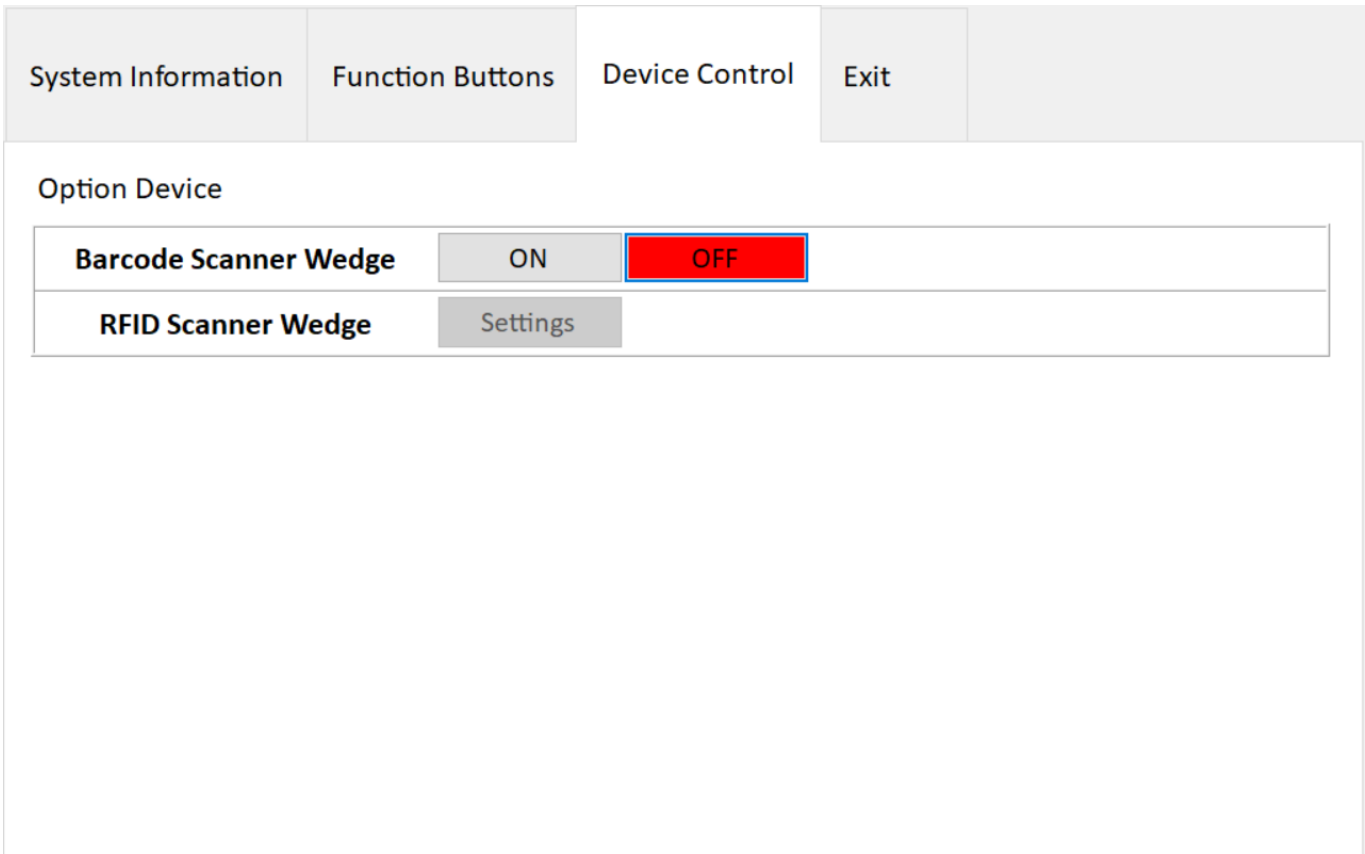 System Information Function Buttons Device Control Exit
Option Device
Barcode Scanner Wedge ON OFF
RFID Scanner Wedge Settings